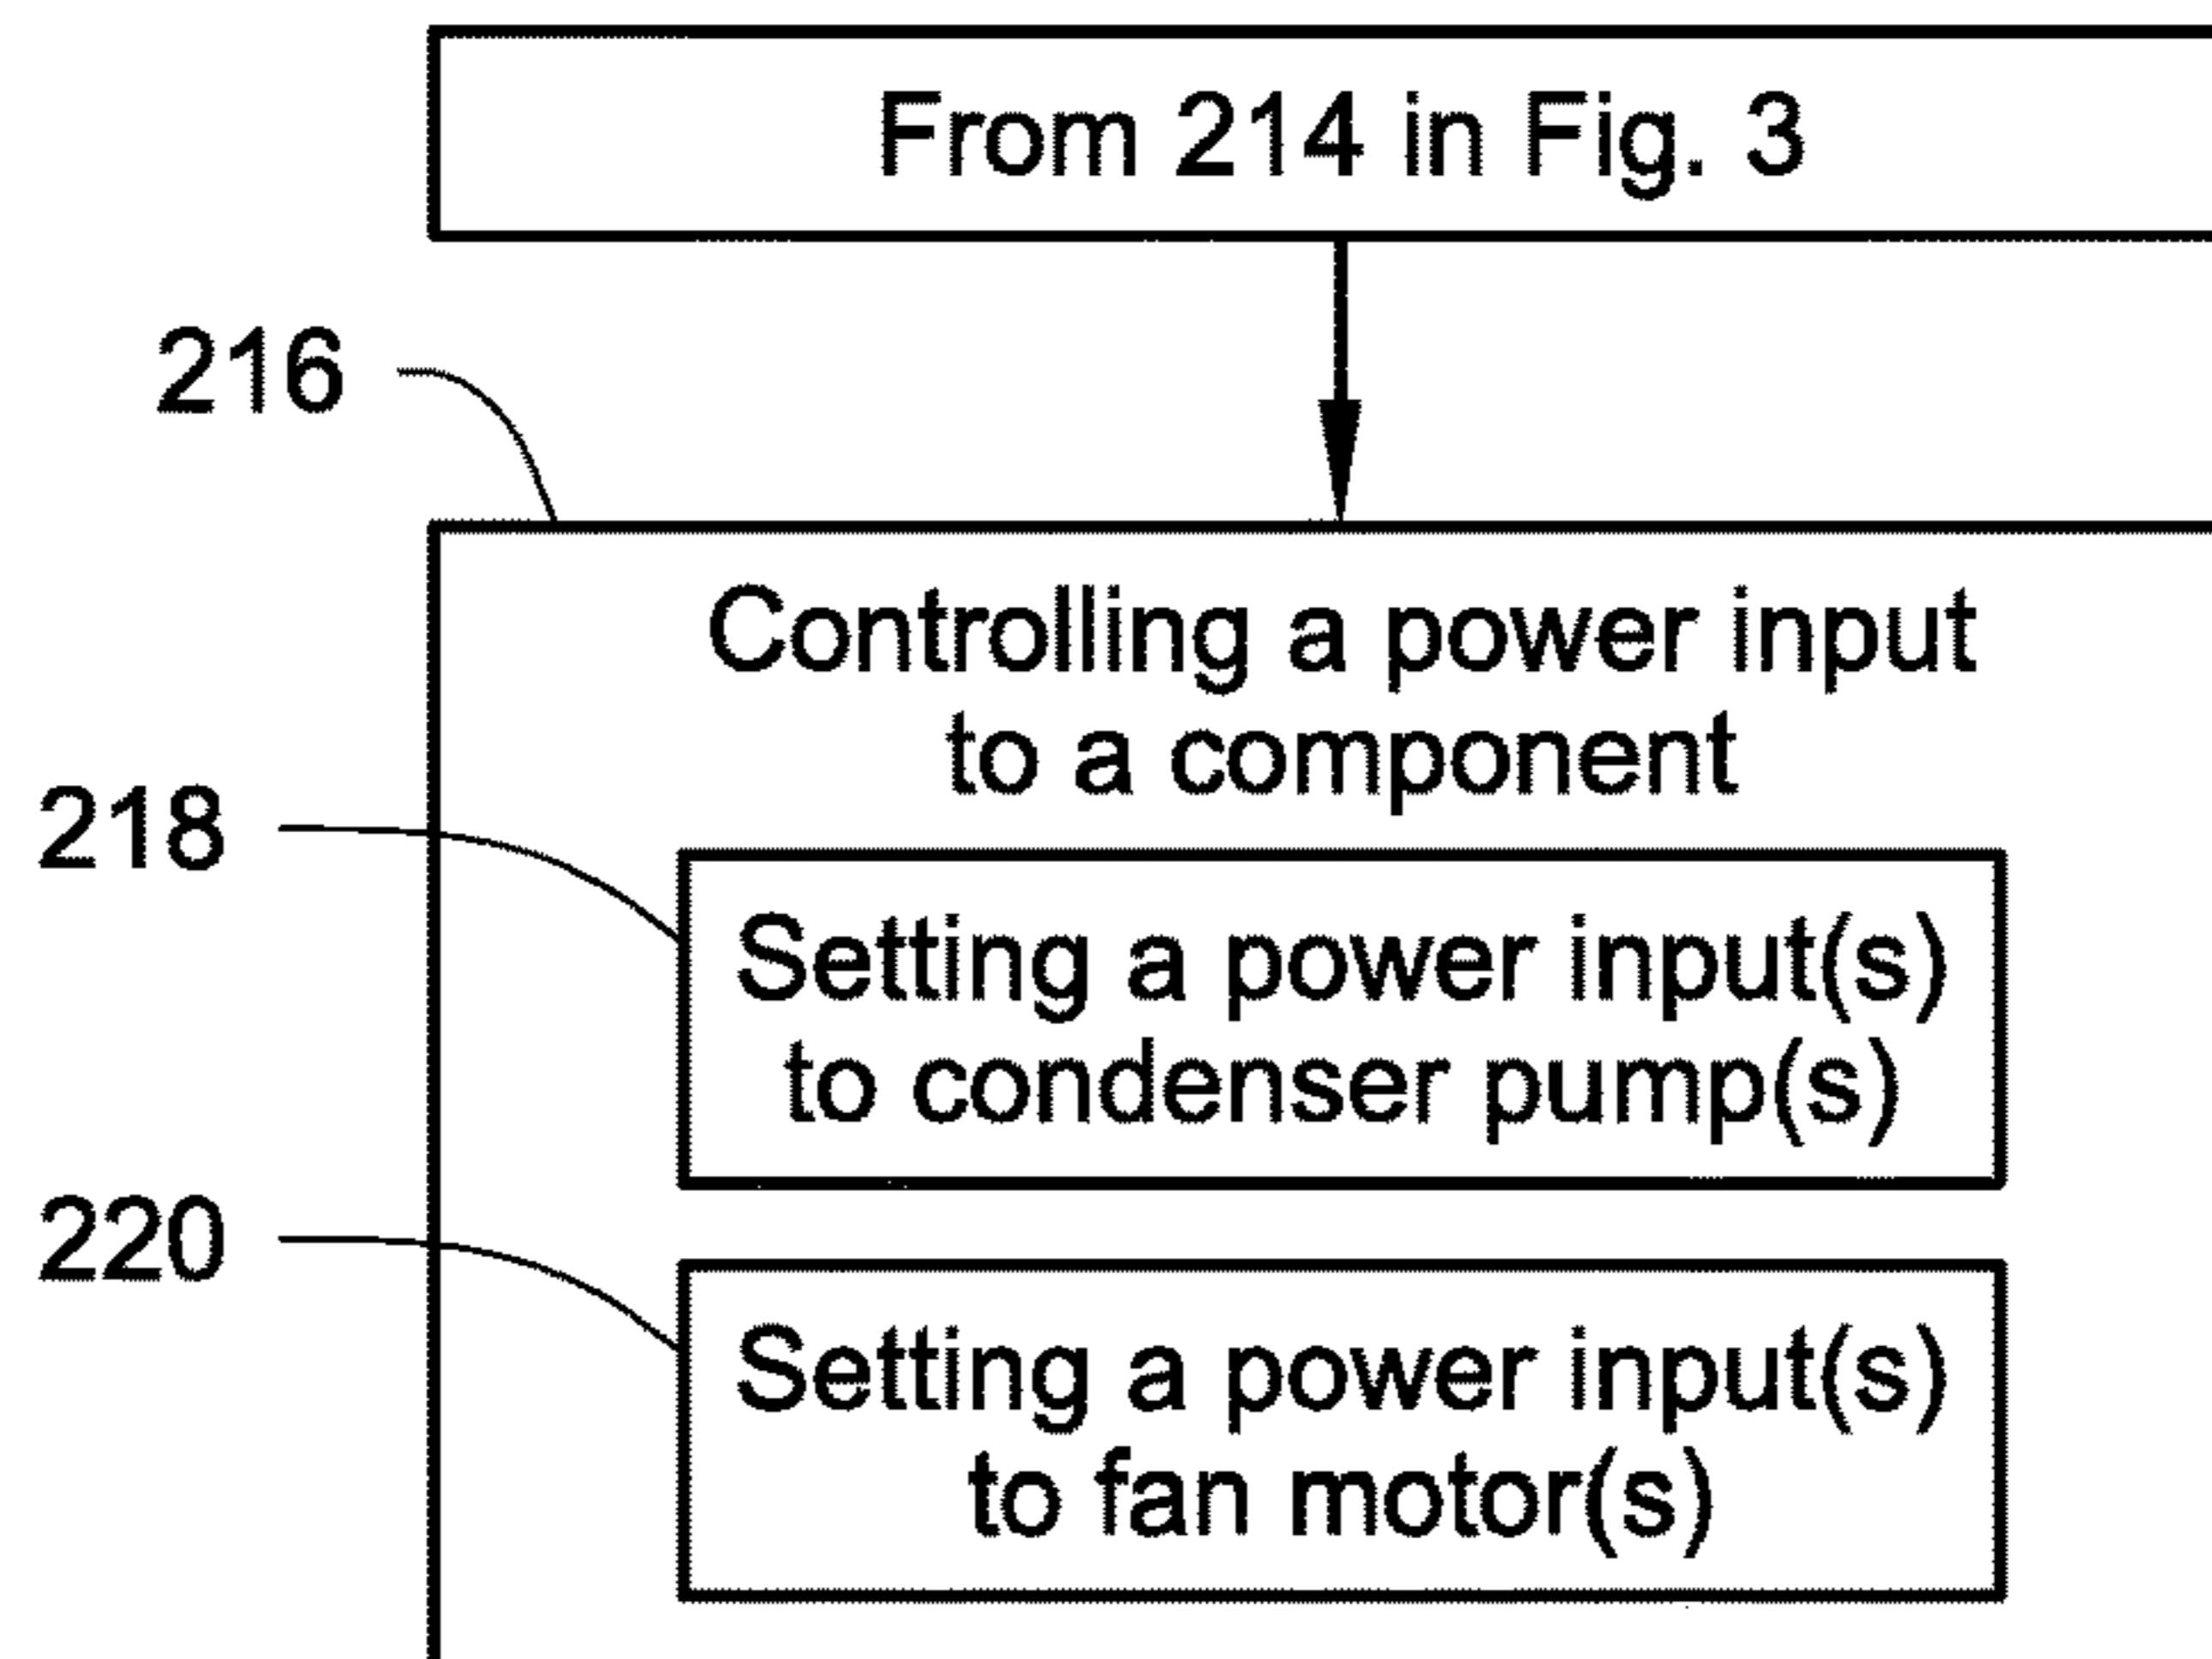 From 214 in Fig. 3
216
Controlling a power input
to a component
218
Setting a power input(s)
to condenser pump(s)
220
Setting a power input(s)
to fan motor(s)